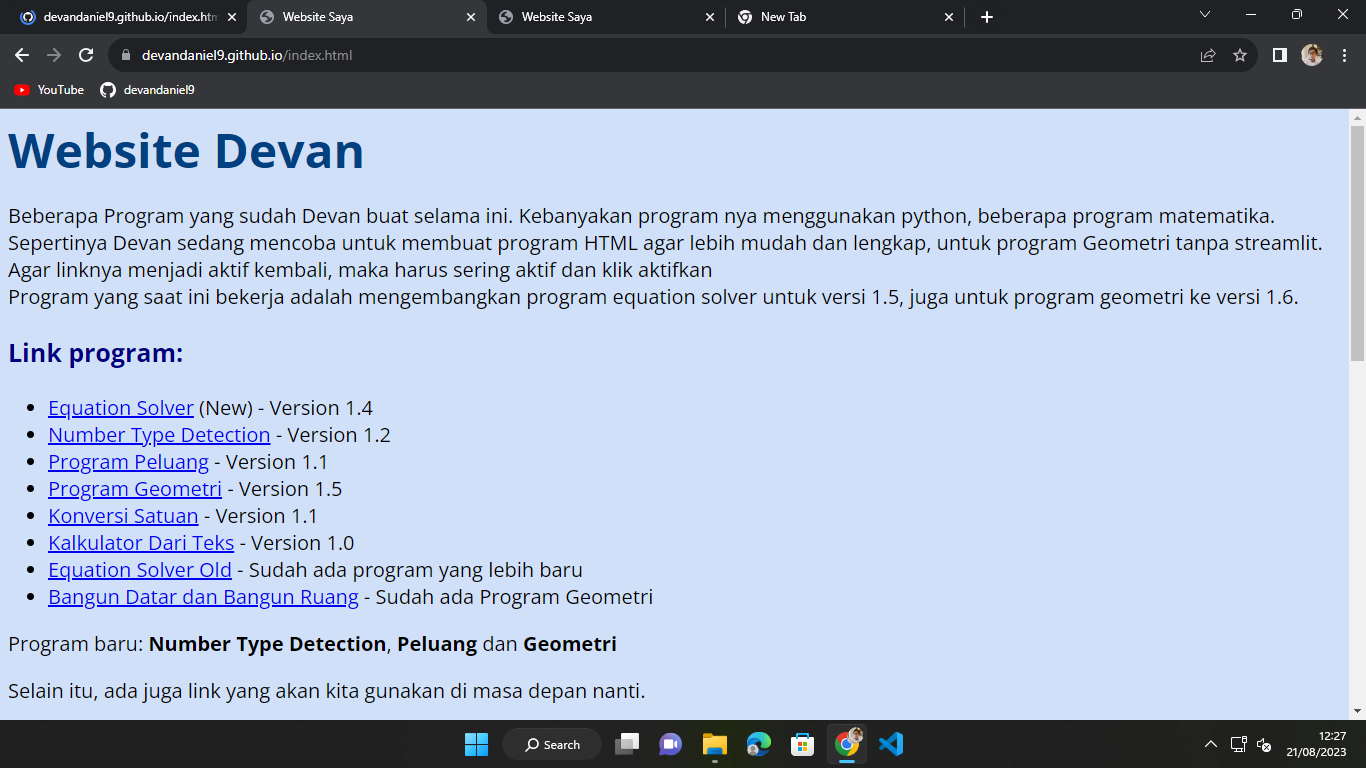 devandaniel9.github.io/index.htm
Website Saya
Website Saya
New Tab
devandaniel9.github.io/index.html
YouTube
devandaniel9
Website Devan
Beberapa Program yang sudah Devan buat selama ini. Kebanyakan program nya menggunakan python, beberapa program matematika.
Sepertinya Devan sedang mencoba untuk membuat program HTML agar lebih mudah dan lengkap, untuk program Geometri tanpa streamlit.
Agar linknya menjadi aktif kembali, maka harus sering aktif dan klik aktifkan
Program yang saat ini bekerja adalah mengembangkan program equation solver untuk versi 1.5, juga untuk program geometri ke versi 1.6.
Link program:
Equation Solver (New) - Version 1.4
Number Type Detection - Version 1.2
Program Peluang - Version 1.1
Program Geometri - Version 1.5
Konversi Satuan - Version 1.1
Kalkulator Dari Teks - Version 1.0
Equation Solver Old - Sudah ada program yang lebih baru
Bangun Datar dan Bangun Ruang - Sudah ada Program Geometri
Program baru: Number Type Detection, Peluang dan Geometri
Selain itu, ada juga link yang akan kita gunakan di masa depan nanti.
Search
12:27
21/08/2023